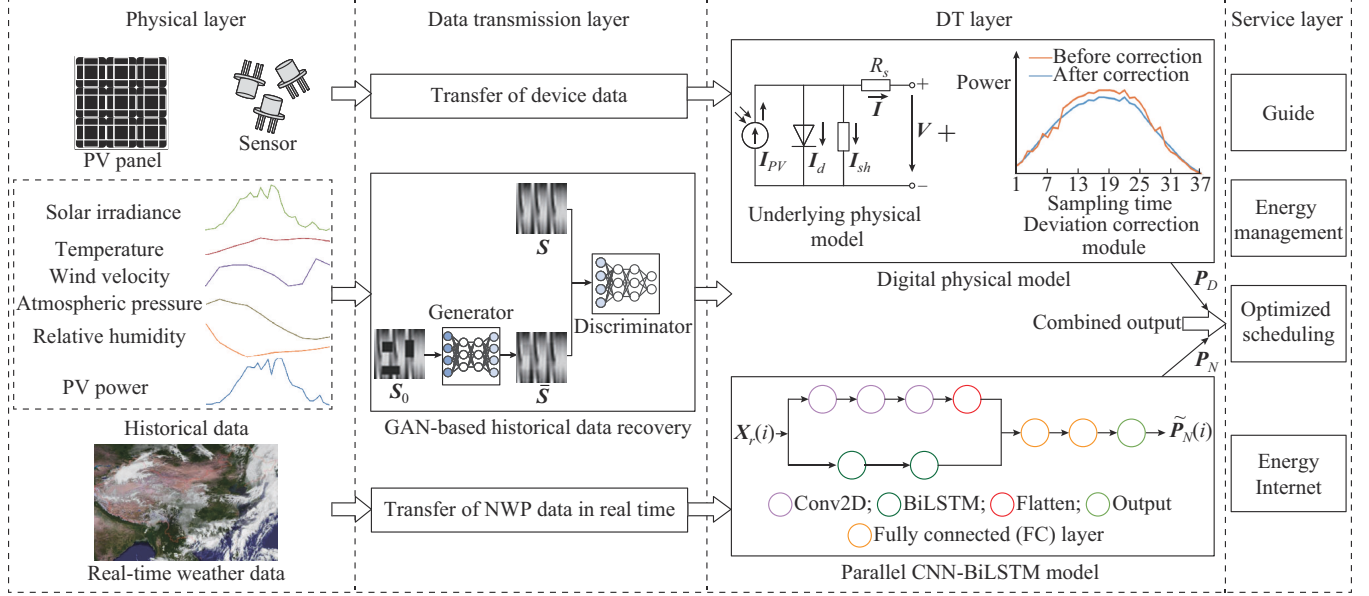 Physical layer
PV panel
Sensor
Solar irradiance
Temperature
Wind velocity
Atmospheric pressure
Relative humidity
PV power
Historical data
Real-time weather data
Data transmission layer
Transfer of device data
S
Generator
Discriminator
S₀
S̄
GAN-based historical data recovery
Transfer of NWP data in real time
DT layer
R_s
+
I
I_PV
I_d
I_sh
V
+
−
Underlying physical
model
Before correction
After correction
Power
1 7 13 19 25 31 37
Sampling time
Deviation correction
module
Digital physical model
P_D
Combined output
P_N
X_r(i)
P̃_N(i)
Conv2D; BiLSTM; Flatten; Output
Fully connected (FC) layer
Parallel CNN-BiLSTM model
Service layer
Guide
Energy
management
Optimized
scheduling
Energy
Internet